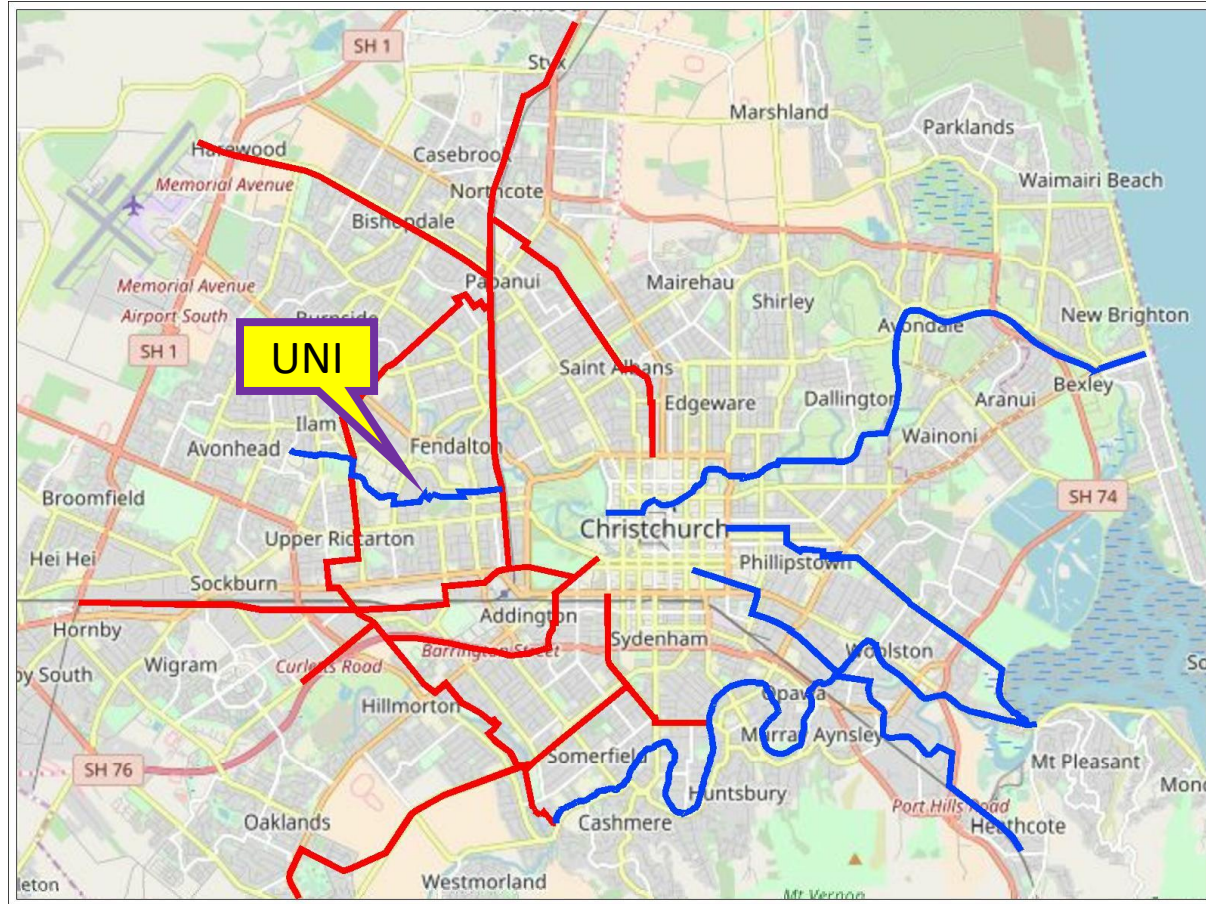 SH 1
Styx
Marshland
Parklands
Harewood
Casebrook
Memorial Avenue
Northcote
Waimairi Beach
Bishopdale
Papanui
Mairehau
Memorial Avenue
Airport South
Shirley
Burnside
Avondale
New Brighton
SH 1
UNI
Saint Albans
Bexley
Edgeware
Dallington
Aranui
Ilam
Avonhead
Fendalton
Wainoni
Broomfield
SH 74
Christchurch
Upper Riccarton
Hei Hei
Phillipstown
Sockburn
Addington
Hornby
Sydenham
Barrington Street
Woolston
Wigram
Curletts Road
by South
Opawa
Hillmorton
Murray Aynsley
Somerfield
Mt Pleasant
SH 76
Huntsbury
Port Hills Road
Oaklands
Cashmere
Heathcote
Westmorland
Mt Vernon